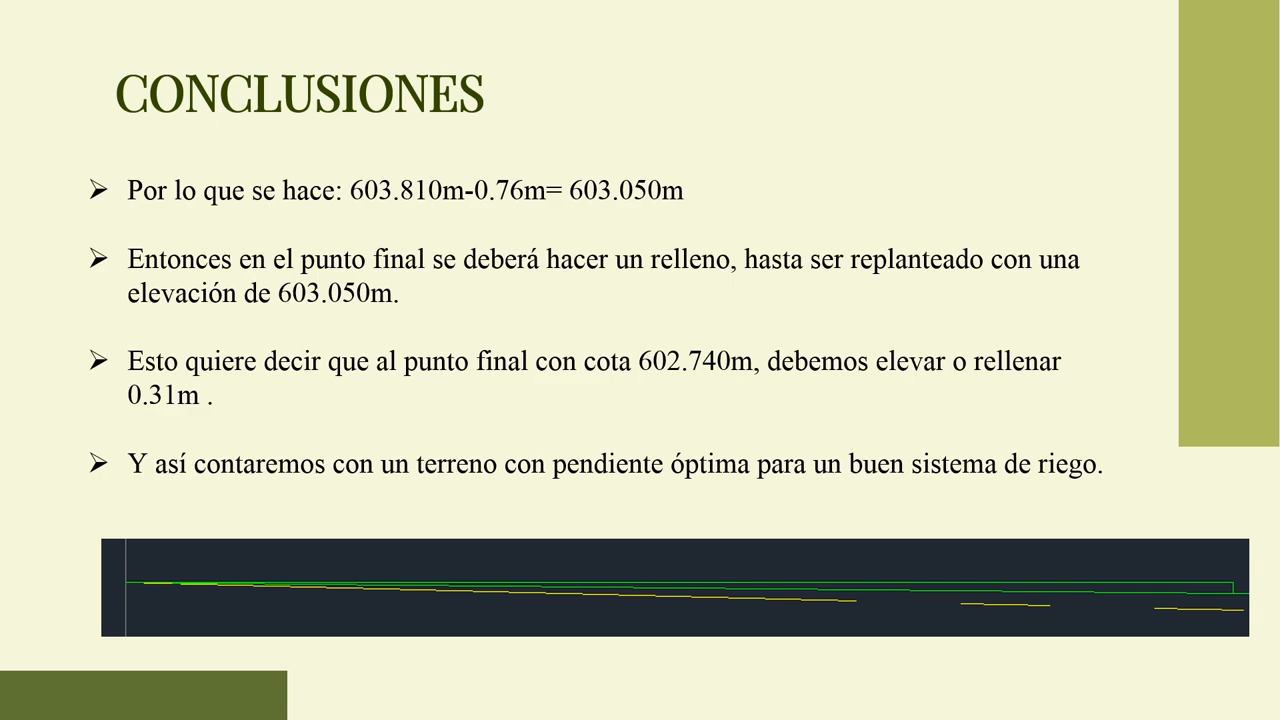 CONCLUSIONES
➢ Por lo que se hace: 603.810m-0.76m= 603.050m
➢ Entonces en el punto final se deberá hacer un relleno, hasta ser replanteado con una
elevación de 603.050m.
➢ Esto quiere decir que al punto final con cota 602.740m, debemos elevar o rellenar
0.31m .
➢ Y así contaremos con un terreno con pendiente óptima para un buen sistema de riego.